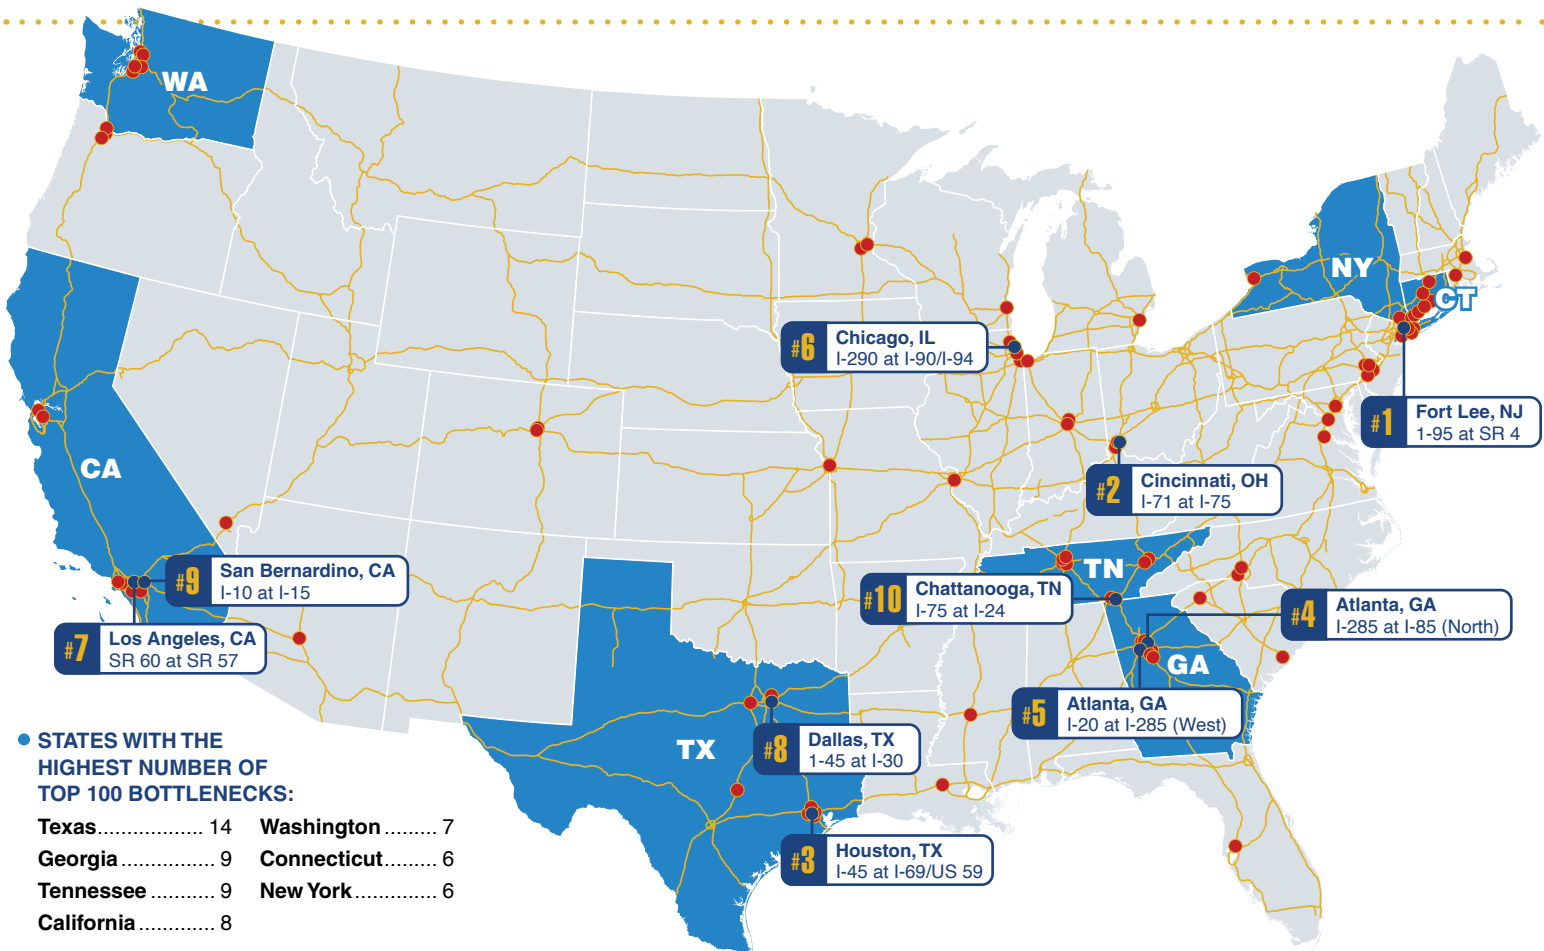 WA
NY
CT
#6 Chicago, IL
I-290 at I-90/I-94
#1 Fort Lee, NJ
1-95 at SR 4
CA
#2 Cincinnati, OH
I-71 at I-75
#9 San Bernardino, CA
I-10 at I-15
TN
#10 Chattanooga, TN
I-75 at I-24
#4 Atlanta, GA
I-285 at I-85 (North)
#7 Los Angeles, CA
SR 60 at SR 57
GA
#5 Atlanta, GA
I-20 at I-285 (West)
TX
#8 Dallas, TX
1-45 at I-30
#3 Houston, TX
I-45 at I-69/US 59
STATES WITH THE
HIGHEST NUMBER OF
TOP 100 BOTTLENECKS:
Texas.................. 14
Georgia................ 9
Tennessee ........... 9
California ............. 8
Washington ......... 7
Connecticut......... 6
New York.............. 6